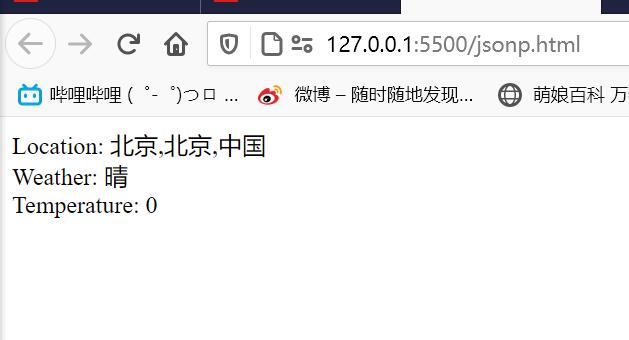 127.0.0.1:5500/jsonp.html
哔哩哔哩 ( ゜- ゜)つロ ...
微博 – 随时随地发现...
萌娘百科 万
Location: 北京,北京,中国
Weather: 晴
Temperature: 0